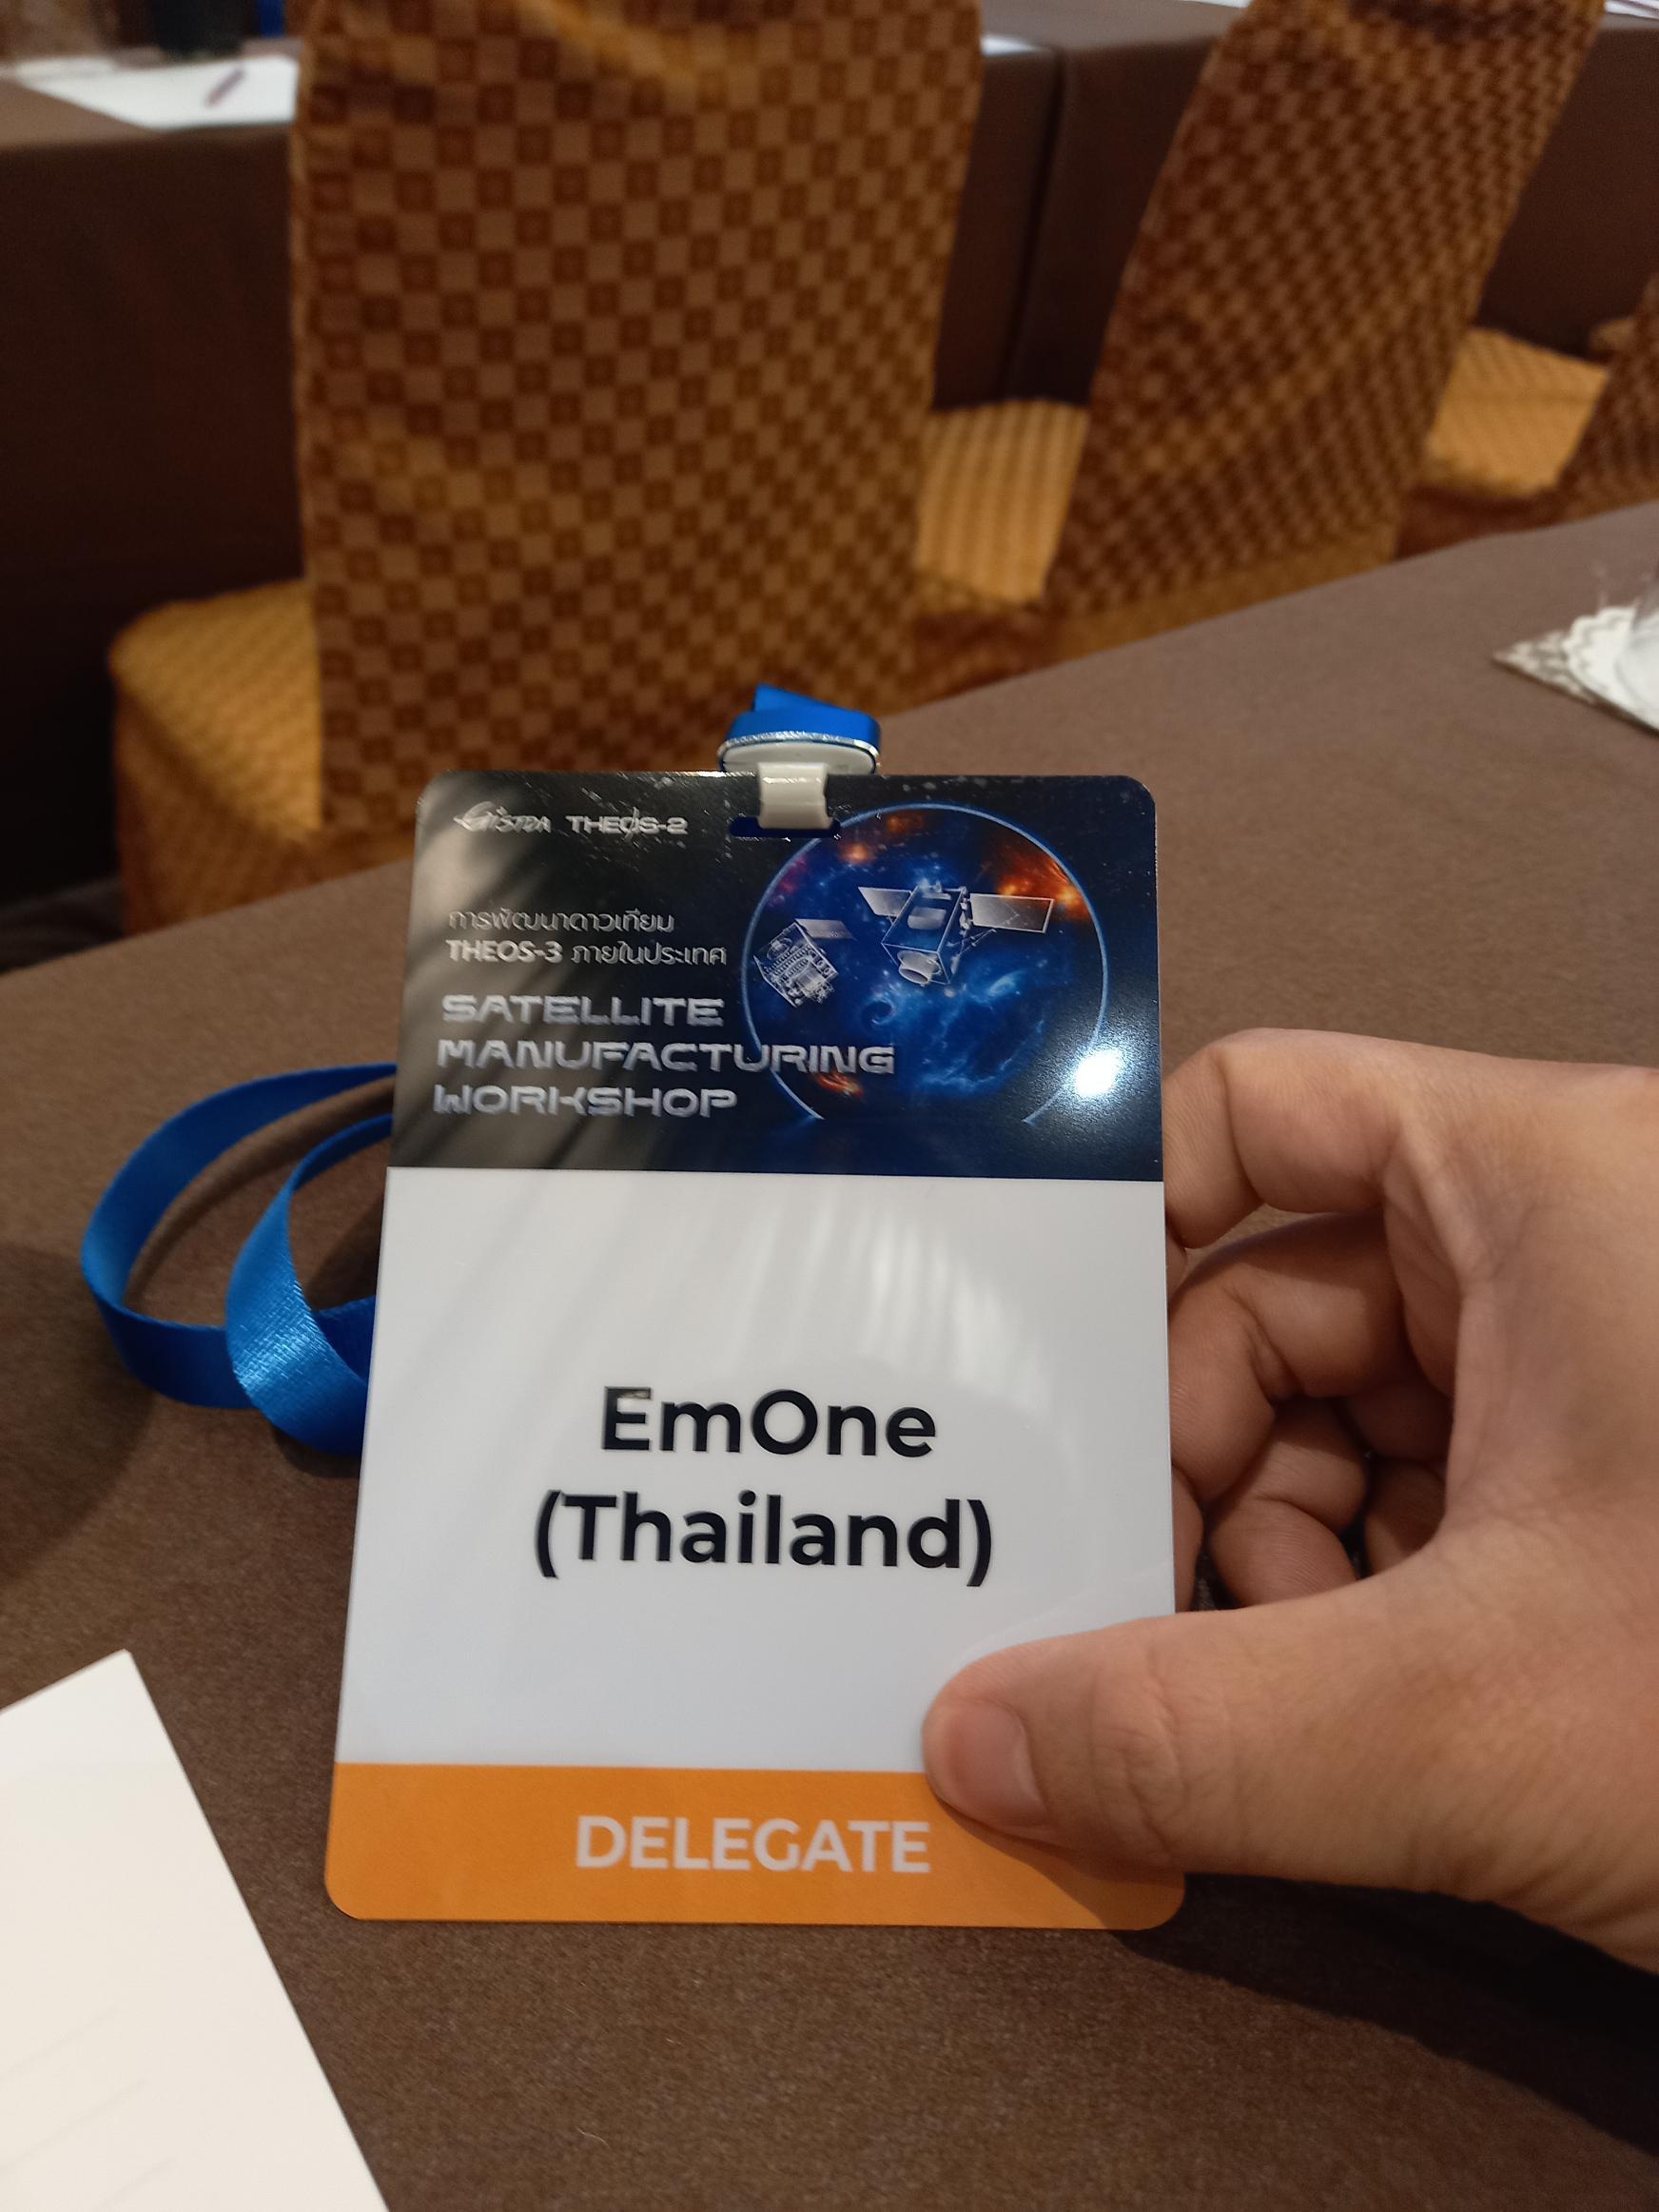 GISTDA THEOS-2
การพัฒนาดาวเทียม
THEOS-3 ภายในประเทศ
SATELLITE
MANUFACTURING
WORKSHOP
EmOne
(Thailand)
DELEGATE